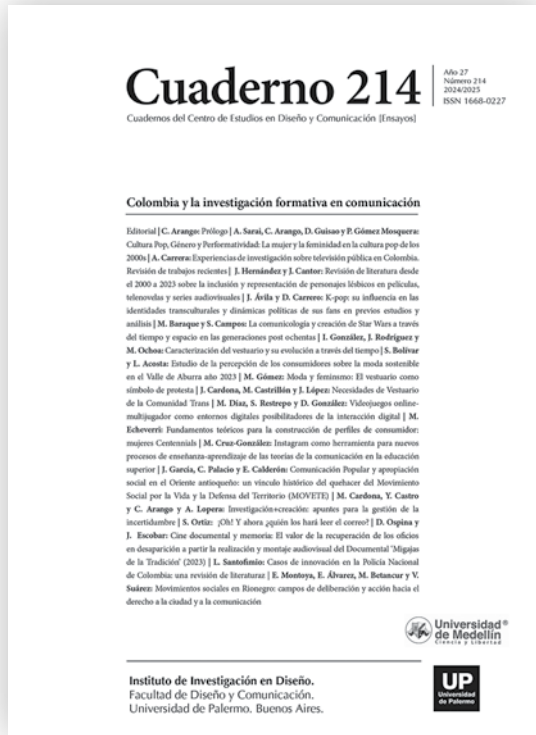 Cuaderno 214
Año 27
Número 214
2024/2025
ISSN 1668-0227
Cuadernos del Centro de Estudios en Diseño y Comunicación [Ensayos]
Colombia y la investigación formativa en comunicación
Editorial | C. Arango: Prólogo | A. Sarai, C. Arango, D. Guisao y P. Gómez Mosquera:
Cultura Pop, Género y Performatividad: La mujer y la feminidad en la cultura pop de los
2000s | A. Carrera: Experiencias de investigación sobre televisión pública en Colombia.
Revisión de trabajos recientes | J. Hernández y J. Cantor: Revisión de literatura desde
el 2000 a 2023 sobre la inclusión y representación de personajes lésbicos en películas,
telenovelas y series audiovisuales | J. Ávila y D. Carrero: K-pop: su influencia en las
identidades transculturales y dinámicas políticas de sus fans en previos estudios y
análisis | M. Baraque y S. Campos: La comunicología y creación de Star Wars a través
del tiempo y espacio en las generaciones post ochentas | L. González, J. Rodríguez y
M. Ochoa: Caracterización del vestuario y su evolución a través del tiempo | S. Bolívar
y L. Acosta: Estudio de la percepción de los consumidores sobre la moda sostenible
en el Valle de Aburra año 2023 | M. Gómez: Moda y feminsmo: El vestuario como
símbolo de protesta | J. Cardona, M. Castrillón y J. López: Necesidades de Vestuario
de la Comunidad Trans | M. Díaz, S. Restrepo y D. González: Videojuegos online-
multijugador como entornos digitales posibilitadores de la interacción digital | M.
Echeverri: Fundamentos teóricos para la construcción de perfiles de consumidor:
mujeres Centennials | M. Cruz-González: Instagram como herramienta para nuevos
procesos de enseñanza-aprendizaje de las teorías de la comunicación en la educación
superior | J. García, C. Palacio y E. Calderón: Comunicación Popular y apropiación
social en el Oriente antioqueño: un vínculo histórico del quehacer del Movimiento
Social por la Vida y la Defensa del Territorio (MOVETE) | M. Cardona, Y. Castro
y C. Arango y A. Lopera: Investigación+creación: apuntes para la gestión de la
incertidumbre | S. Ortiz: ¡Oh! Y ahora ¿quién los hará leer el correo? | D. Ospina y
J. Escobar: Cine documental y memoria: El valor de la recuperación de los oficios
en desaparición a partir la realización y montaje audiovisual del Documental "Migajas
de la Tradición" (2023) | L. Santofimio: Casos de innovación en la Policía Nacional
de Colombia: una revisión de literaturaz | E. Montoya, E. Álvarez, M. Betancur y V.
Suárez: Movimientos sociales en Rionegro: campos de deliberación y acción hacia el
derecho a la ciudad y a la comunicación
Universidad®
de Medellín
Ciencia y Libertad
Instituto de Investigación en Diseño.
Facultad de Diseño y Comunicación.
Universidad de Palermo. Buenos Aires.
UP
Universidad
de Palermo